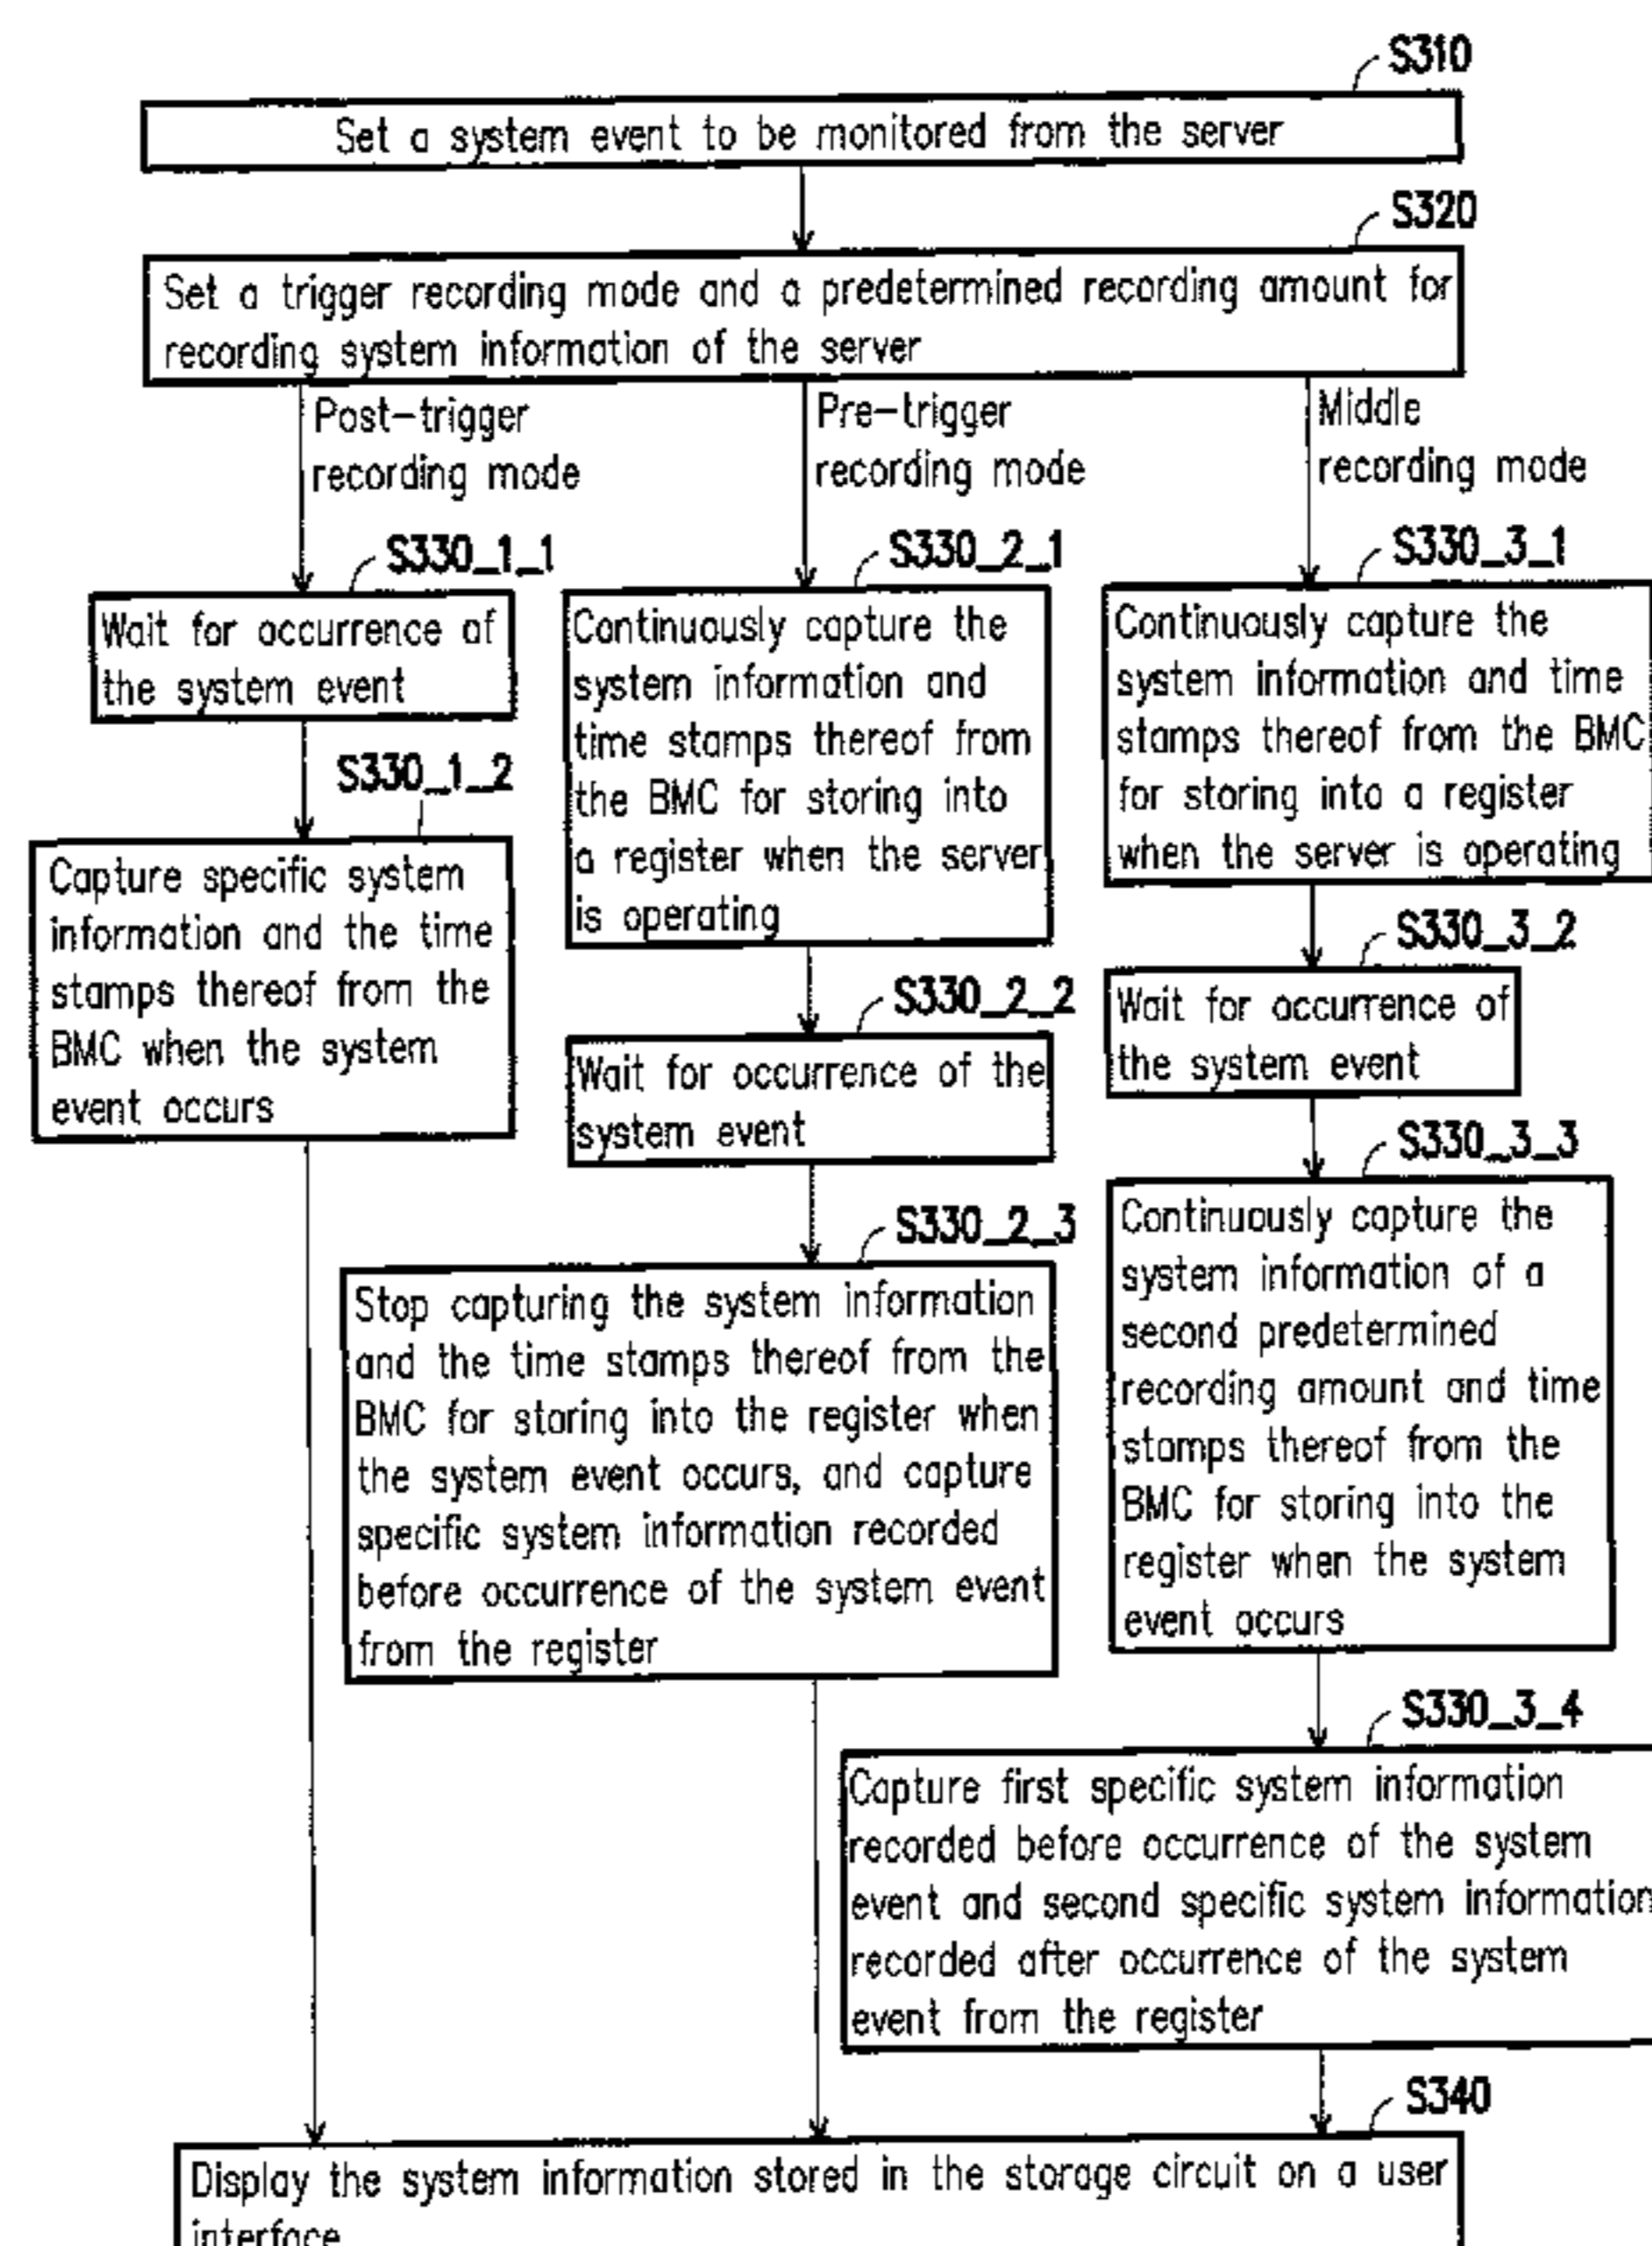 S310
Set a system event to be monitored from the server
S320
Set a trigger recording mode and a predetermined recording amount for
recording system information of the server
Post-trigger
recording mode
Pre-trigger
recording mode
Middle
recording mode
S330_1_1
Wait for occurrence of
the system event
S330_1_2
Capture specific system
information and the time
stamps thereof from the
BMC when the system
event occurs
S330_2_1
Continuously capture the
system information and
time stamps thereof from
the BMC for storing into
a register when the server
is operating
S330_2_2
Wait for occurrence of the
system event
S330_2_3
Stop capturing the system information
and the time stamps thereof from the
BMC for storing into the register when
the system event occurs, and capture
specific system information recorded
before occurrence of the system event
from the register
S330_3_1
Continuously capture the
system information and time
stamps thereof from the BMC
for storing into a register
when the server is operating
S330_3_2
Wait for occurrence of
the system event
S330_3_3
Continuously capture the
system information of a
second predetermined
recording amount and time
stamps thereof from the
BMC for storing into the
register when the system
event occurs
S330_3_4
Capture first specific system information
recorded before occurrence of the system
event and second specific system information
recorded after occurrence of the system
event from the register
S340
Display the system information stored in the storage circuit on a user
interface